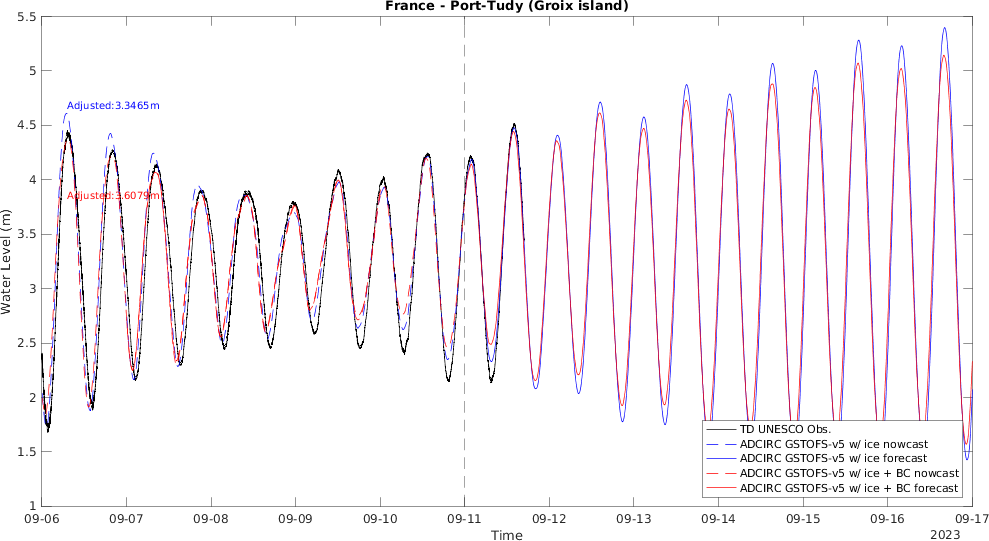 France - Port-Tudy (Groix island)
5.5
5
4.5
4
3.5
3
2.5
2
1.5
1
Water Level (m)
Adjusted:3.3465m
Adjusted:3.6079m
TD UNESCO Obs.
ADCIRC GSTOFS-v5 w/ ice nowcast
ADCIRC GSTOFS-v5 w/ ice forecast
ADCIRC GSTOFS-v5 w/ ice + BC nowcast
ADCIRC GSTOFS-v5 w/ ice + BC forecast
09-06 09-07 09-08 09-09 09-10 09-11 09-12 09-13 09-14 09-15 09-16 09-17
Time
2023